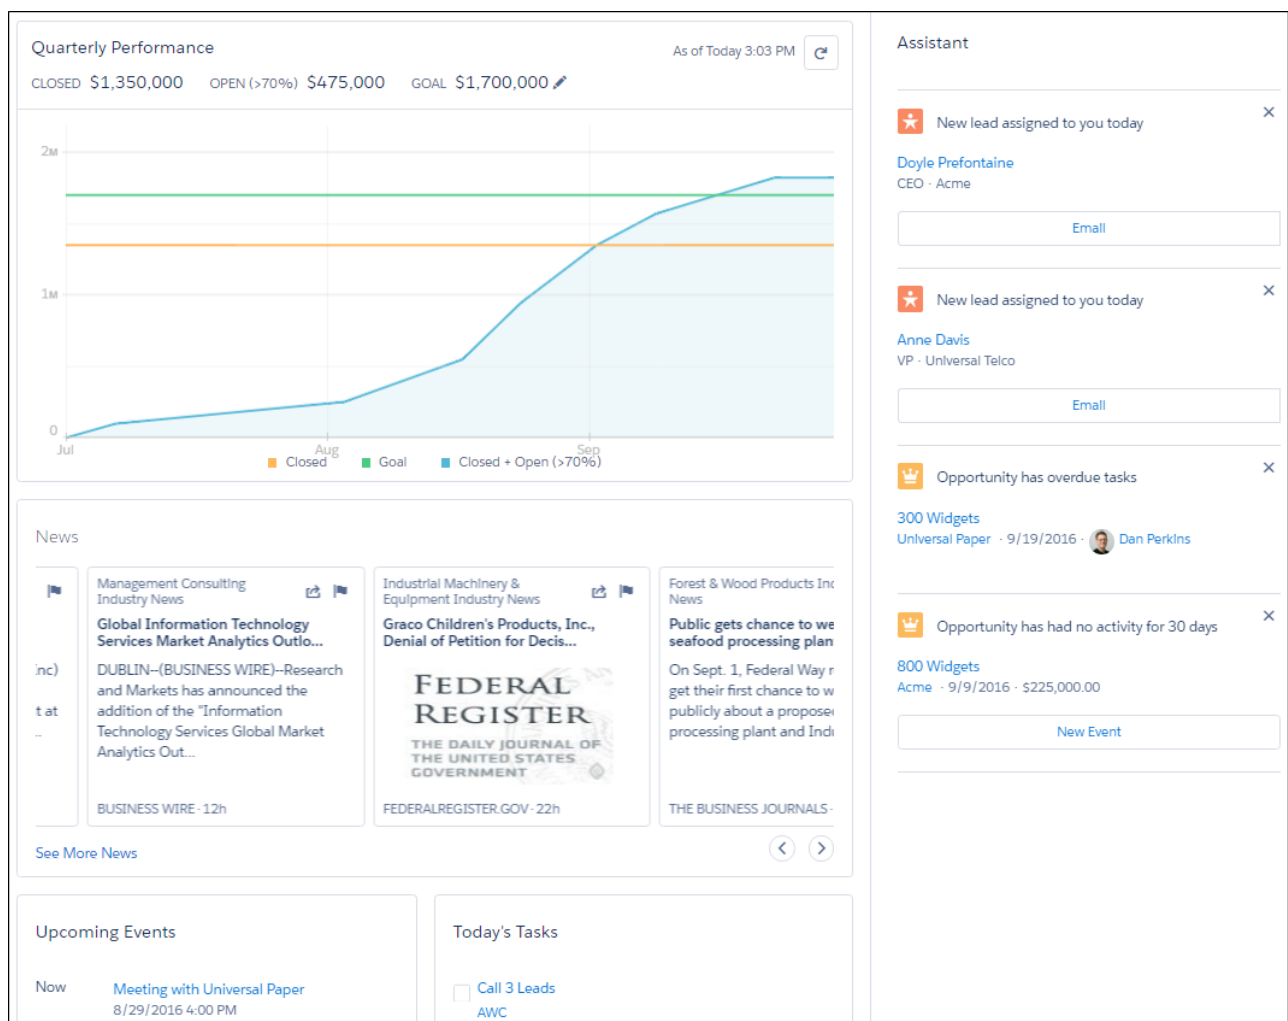 Quarterly Performance
As of Today 3:03 PM
CLOSED $1,350,000 OPEN (>70%) $475,000 GOAL $1,700,000
2M
1M
0
Jul Aug Sep
Closed Goal Closed + Open (>70%)
News
Inc)
t at
...
Management Consulting
Industry News
Global Information Technology
Services Market Analytics Outlo...
DUBLIN--(BUSINESS WIRE)--Research
and Markets has announced the
addition of the "Information
Technology Services Global Market
Analytics Out...
BUSINESS WIRE · 12h
Industrial Machinery &
Equipment Industry News
Graco Children's Products, Inc.,
Denial of Petition for Decis...
FEDERAL
REGISTER
THE DAILY JOURNAL OF
THE UNITED STATES
GOVERNMENT
FEDERALREGISTER.GOV · 22h
Forest & Wood Products Inc
News
Public gets chance to we
seafood processing plan
On Sept. 1, Federal Way r
get their first chance to w
publicly about a propose
processing plant and Indu
THE BUSINESS JOURNALS ·
See More News
Upcoming Events
Now
Meeting with Universal Paper
8/29/2016 4:00 PM
Today's Tasks
Call 3 Leads
AWC
Assistant
New lead assigned to you today
Doyle Prefontaine
CEO · Acme
Email
New lead assigned to you today
Anne Davis
VP · Universal Telco
Email
Opportunity has overdue tasks
300 Widgets
Universal Paper · 9/19/2016 · Dan Perkins
Opportunity has had no activity for 30 days
800 Widgets
Acme · 9/9/2016 · $225,000.00
New Event